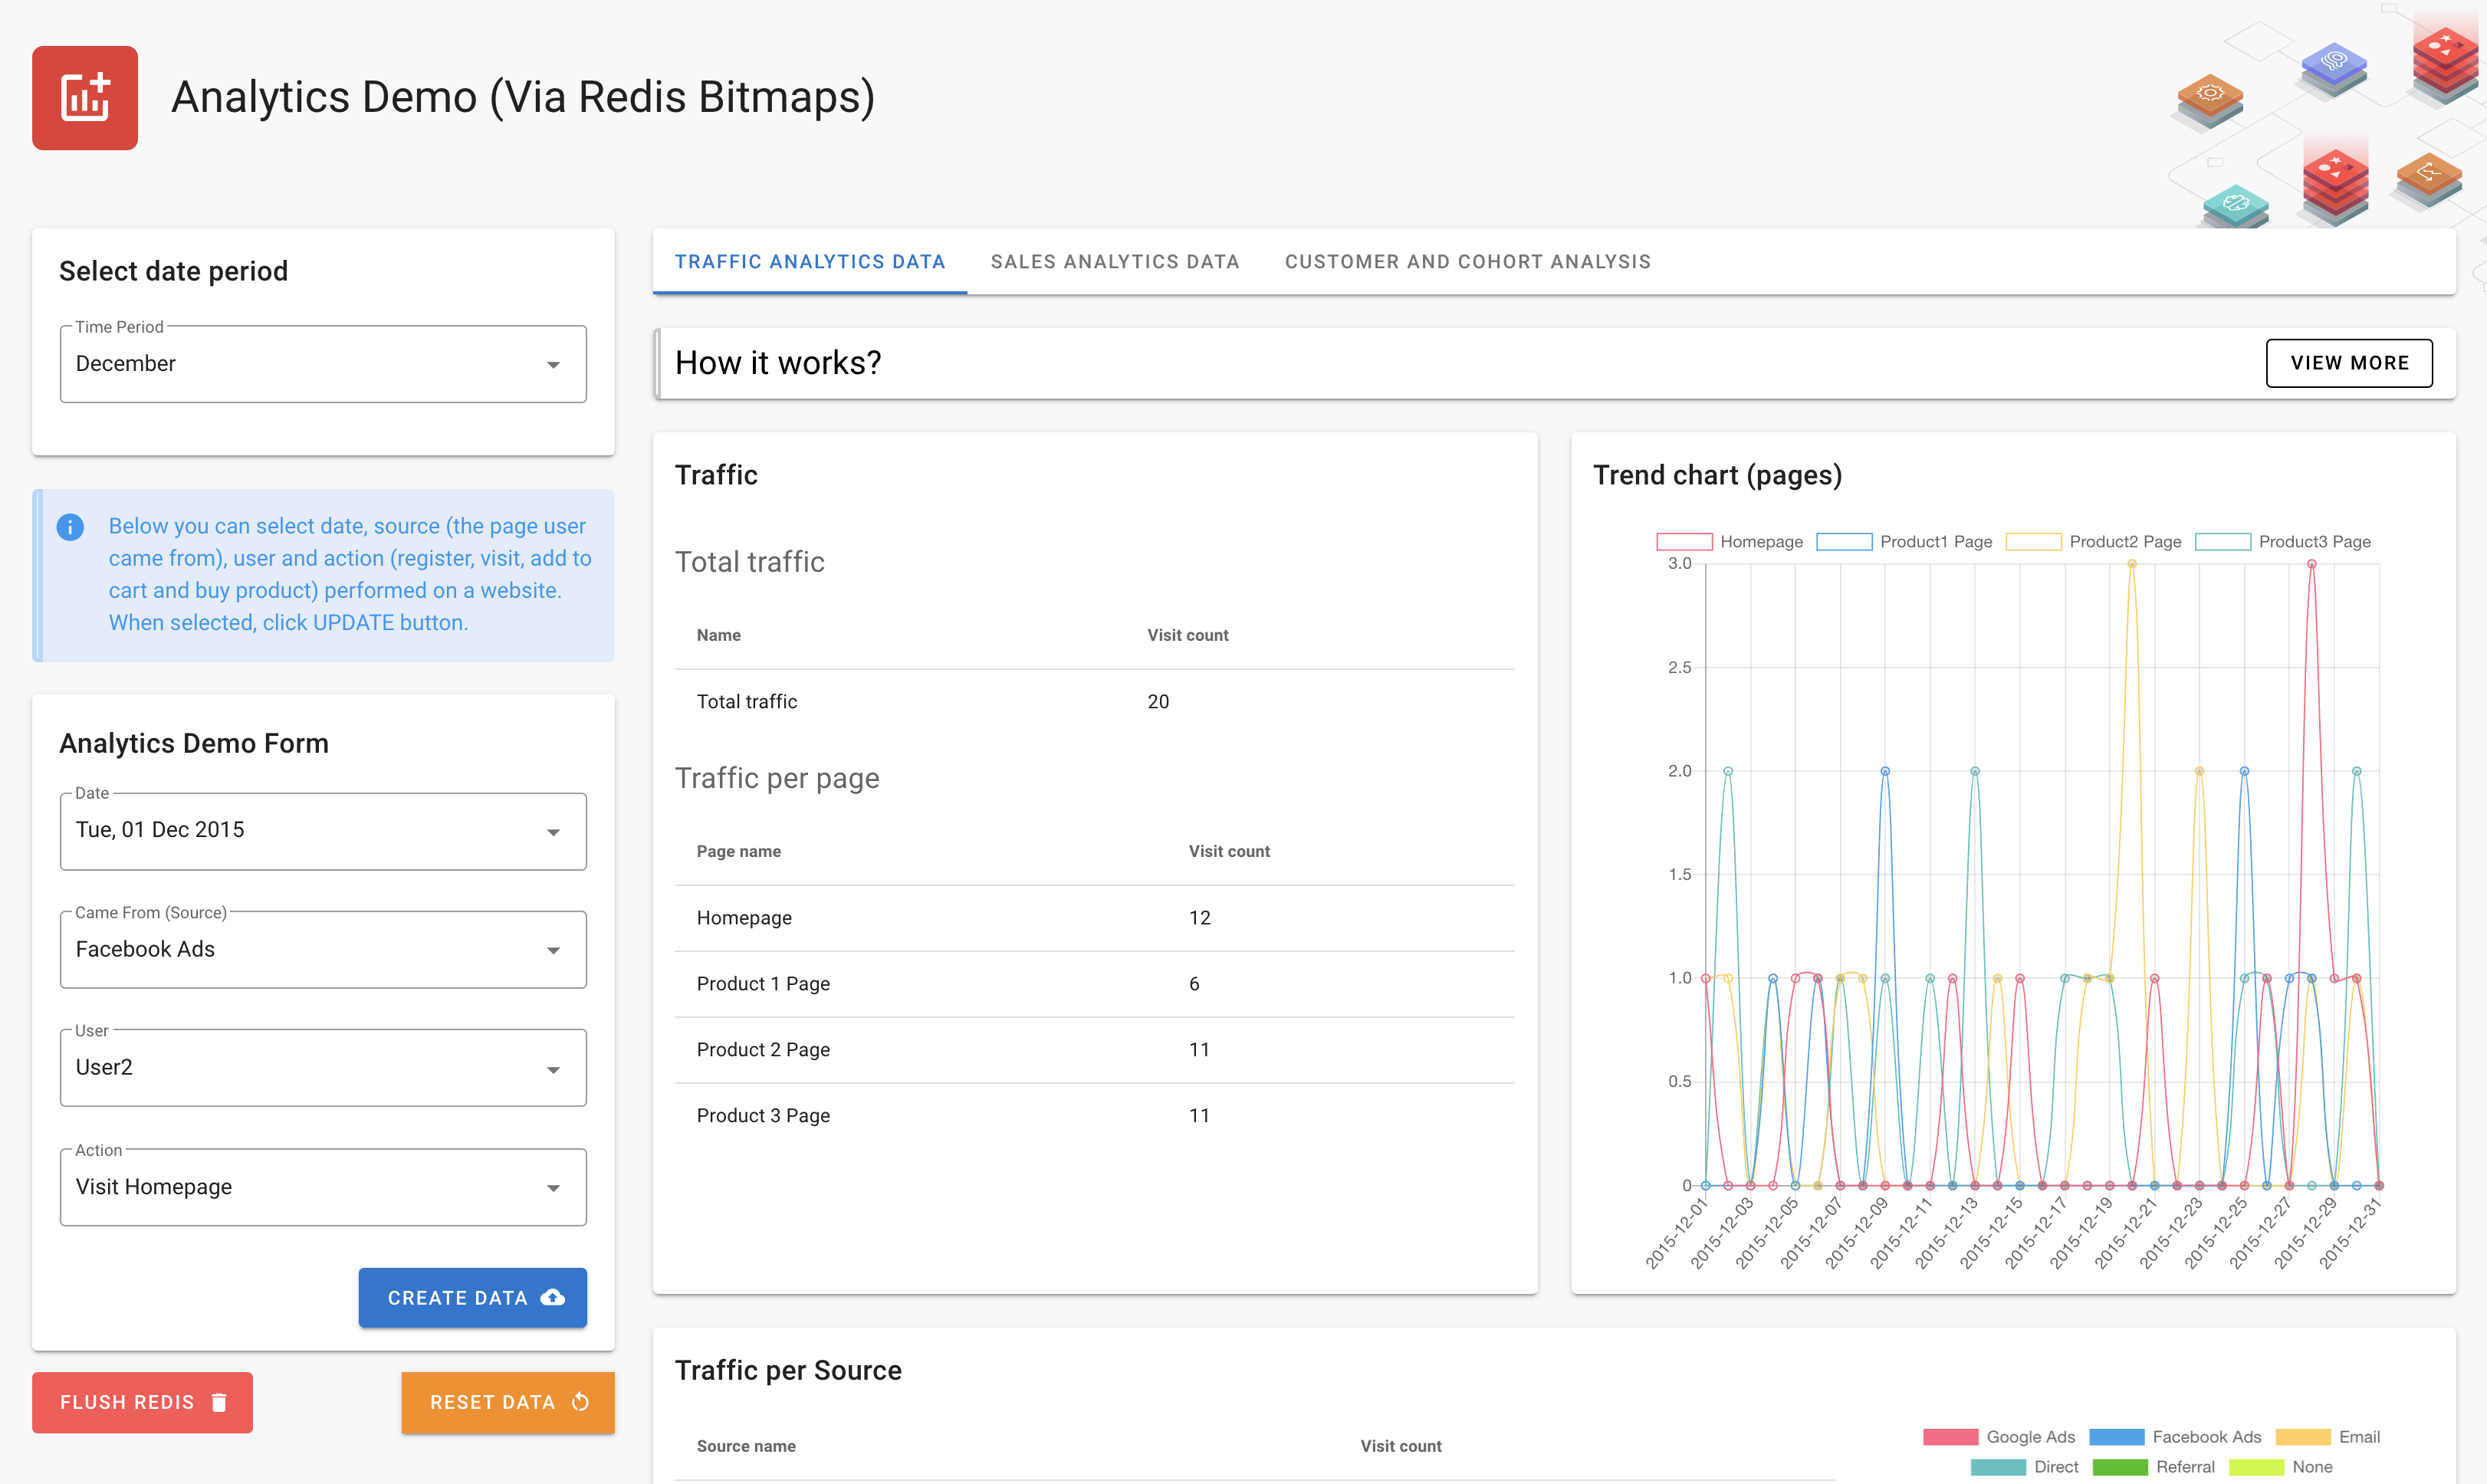 Analytics Demo (Via Redis Bitmaps)
Select date period
Time Period
December
Below you can select date, source (the page user
came from), user and action (register, visit, add to
cart and buy product) performed on a website.
When selected, click UPDATE button.
Analytics Demo Form
Date
Tue, 01 Dec 2015
Came From (Source)
Facebook Ads
User
User2
Action
Visit Homepage
CREATE DATA
FLUSH REDIS
RESET DATA
TRAFFIC ANALYTICS DATA SALES ANALYTICS DATA CUSTOMER AND COHORT ANALYSIS
How it works?
VIEW MORE
Traffic
Total traffic
Name Visit count
Total traffic 20
Traffic per page
Page name Visit count
Homepage 12
Product 1 Page 6
Product 2 Page 11
Product 3 Page 11
Trend chart (pages)
Homepage Product1 Page Product2 Page Product3 Page
3.0
2.5
2.0
1.5
1.0
0.5
0
2015-12-01
2015-12-03
2015-12-05
2015-12-07
2015-12-09
2015-12-11
2015-12-13
2015-12-15
2015-12-17
2015-12-19
2015-12-21
2015-12-23
2015-12-25
2015-12-27
2015-12-29
2015-12-31
Traffic per Source
Source name Visit count
Google Ads Facebook Ads Email
Direct Referral None